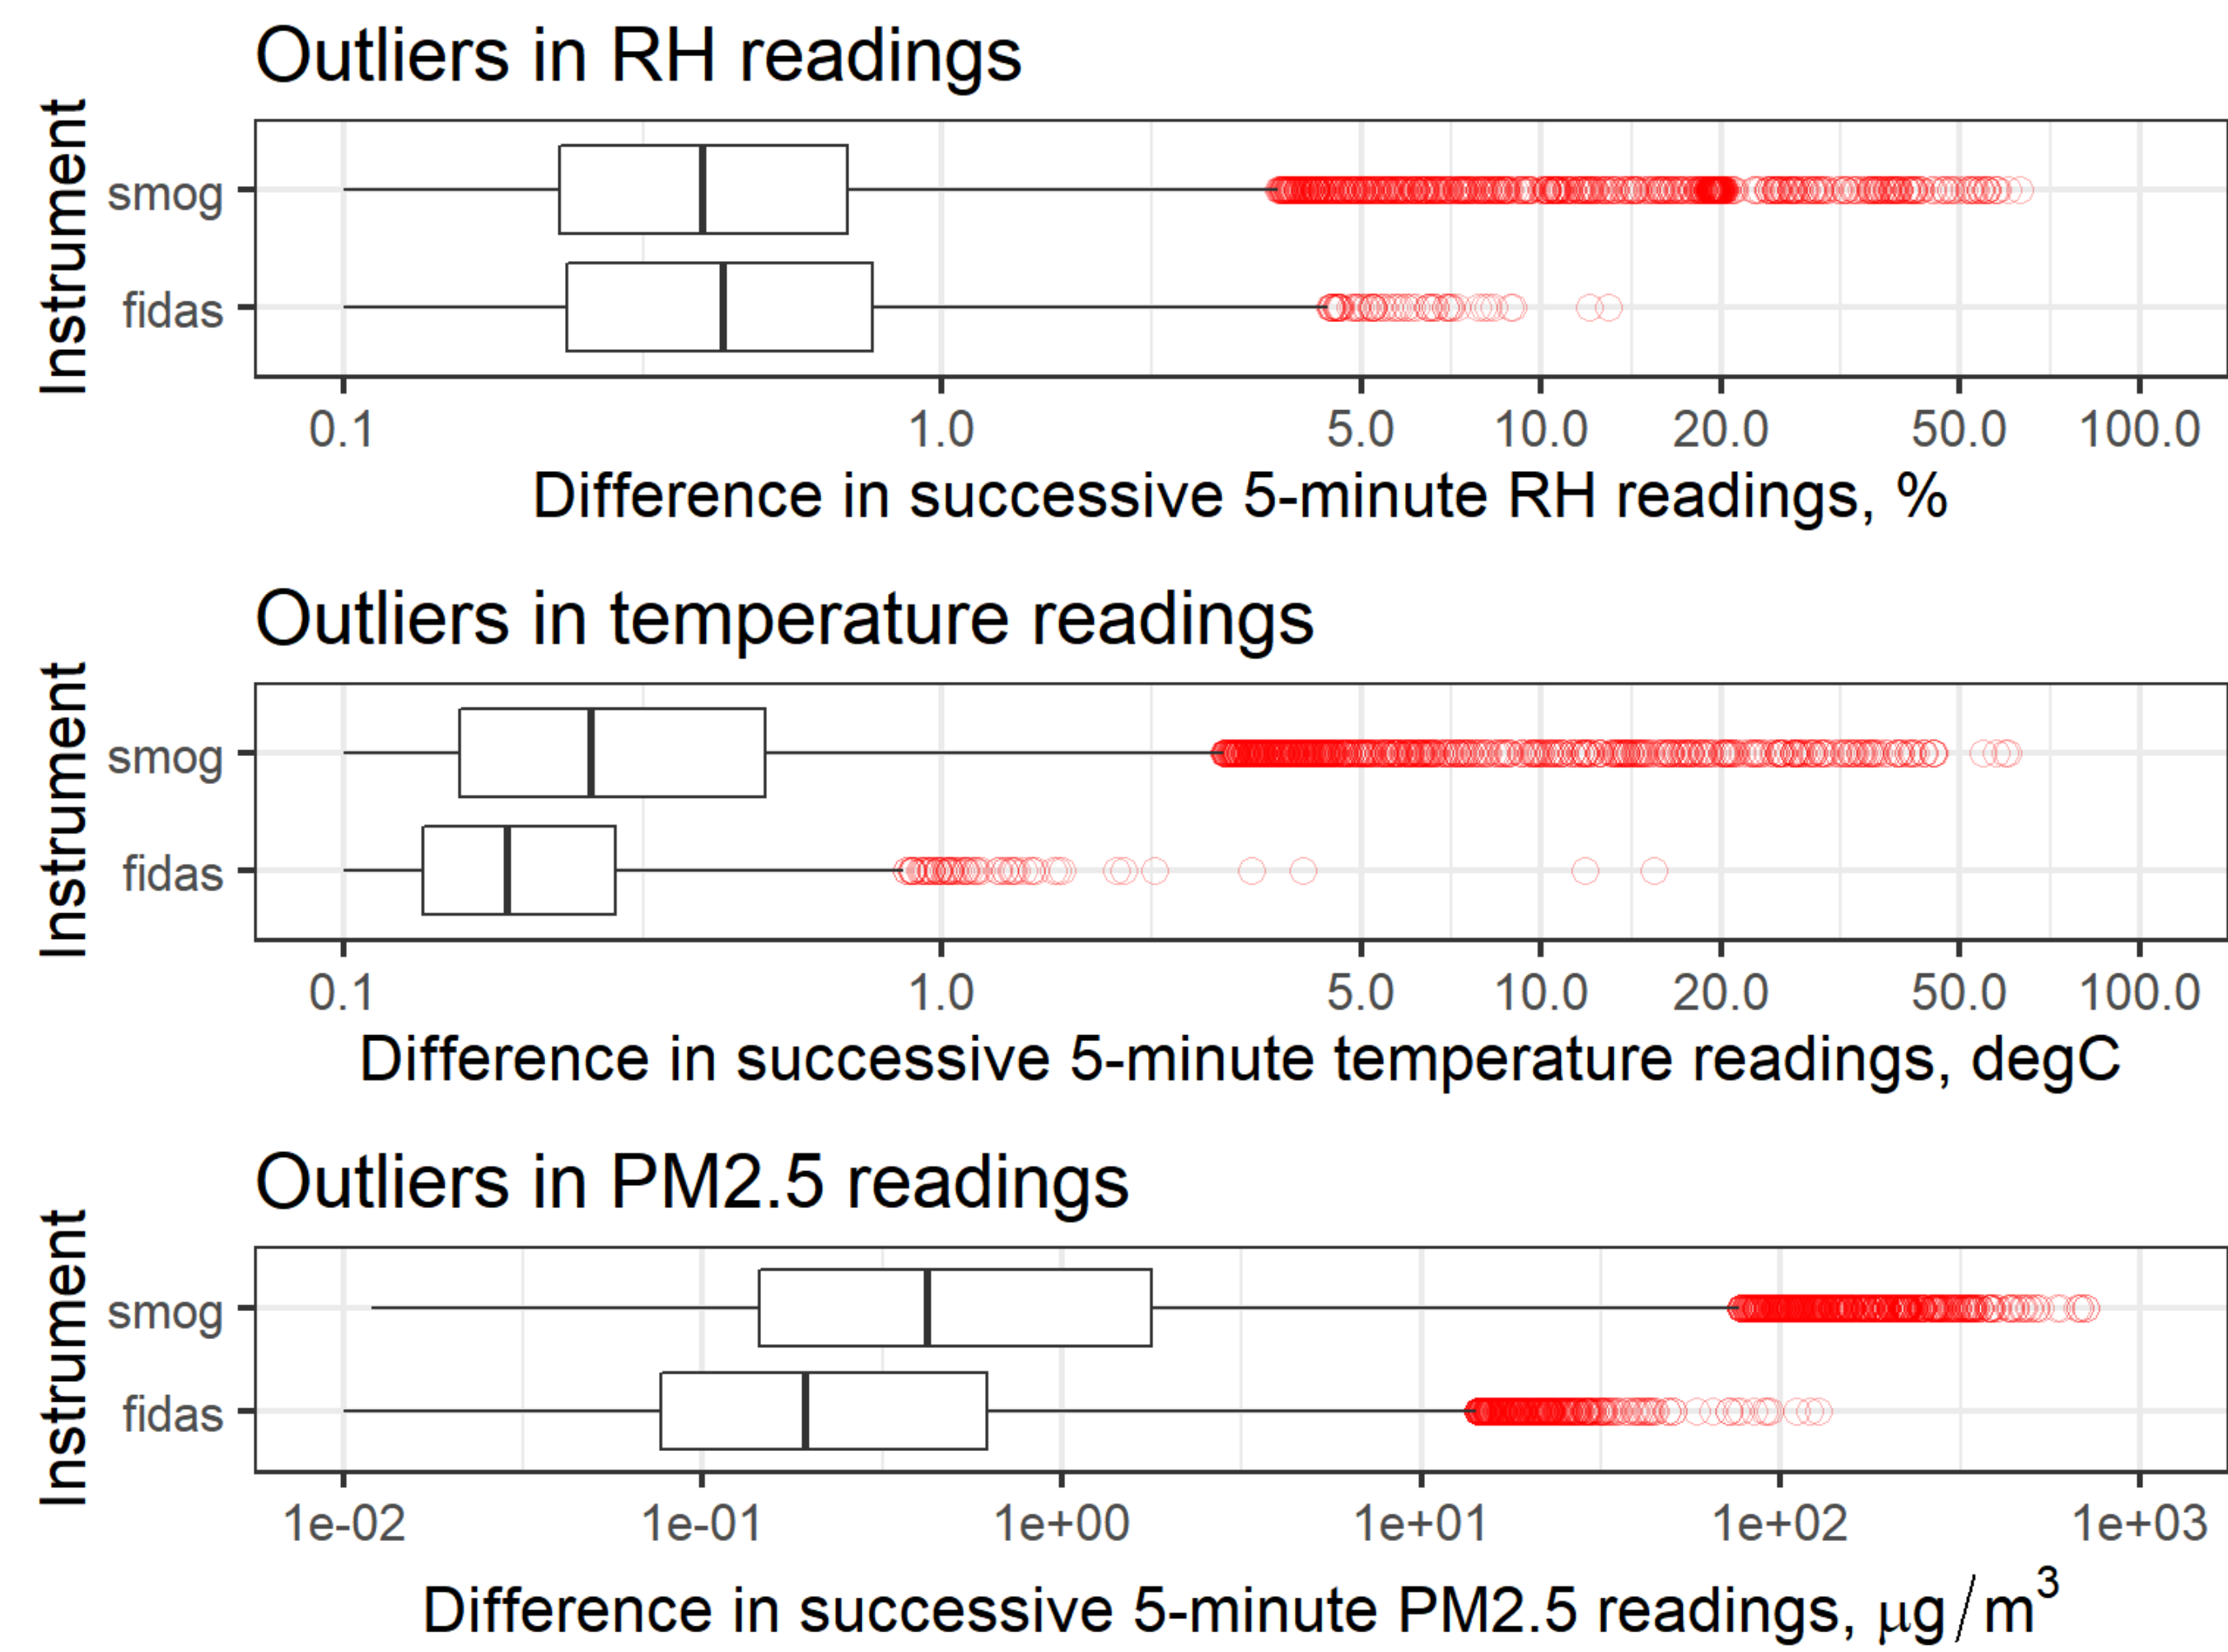 Outliers in RH readings
Instrument
smog
fidas
0.1 1.0 5.0 10.0 20.0 50.0 100.0
Difference in successive 5-minute RH readings, %
Outliers in temperature readings
Instrument
smog
fidas
0.1 1.0 5.0 10.0 20.0 50.0 100.0
Difference in successive 5-minute temperature readings, degC
Outliers in PM2.5 readings
Instrument
smog
fidas
1e-02 1e-01 1e+00 1e+01 1e+02 1e+03
Difference in successive 5-minute PM2.5 readings, μg/m³